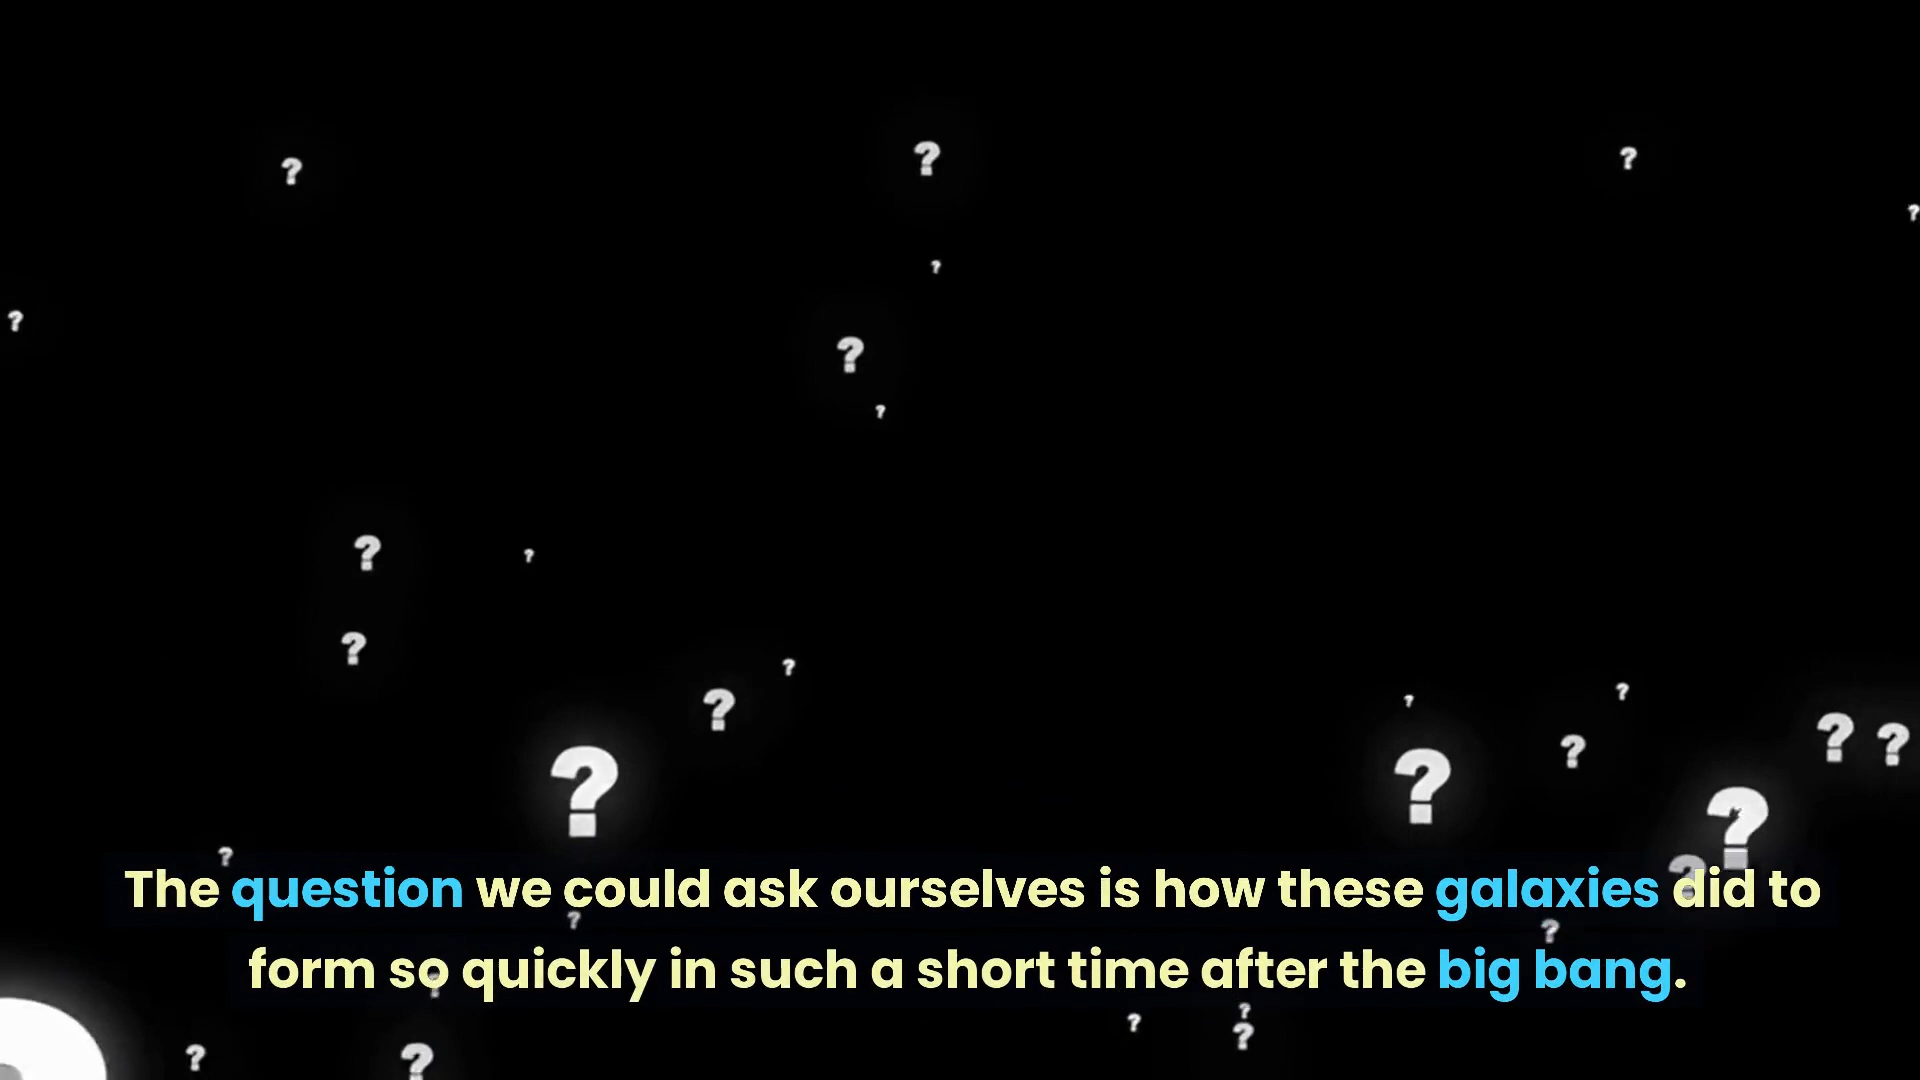 The question we could ask ourselves is how these galaxies did to
form so quickly in such a short time after the big bang.